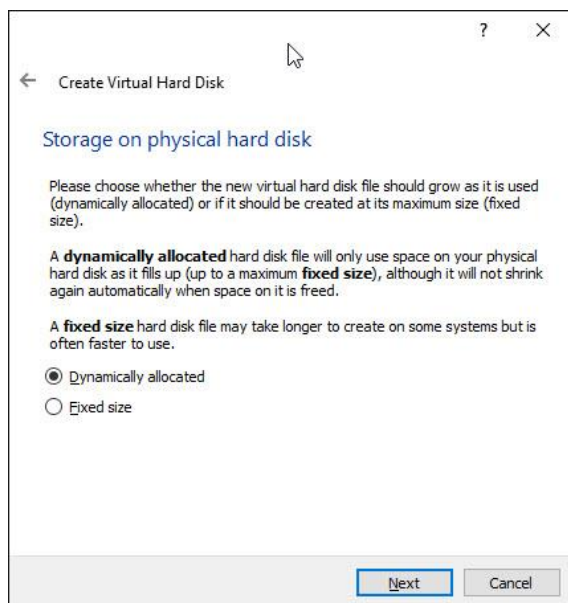 ?
Create Virtual Hard Disk
Storage on physical hard disk
Please choose whether the new virtual hard disk file should grow as it is used
(dynamically allocated) or if it should be created at its maximum size (fixed
size).
A dynamically allocated hard disk file will only use space on your physical
hard disk as it fills up (up to a maximum fixed size), although it will not shrink
again automatically when space on it is freed.
A fixed size hard disk file may take longer to create on some systems but is
often faster to use.
Dynamically allocated
Fixed size
Next Cancel